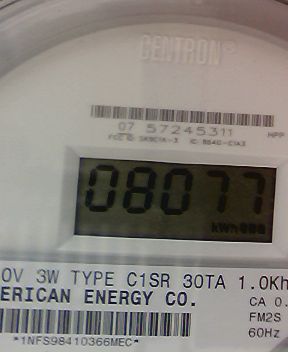 CENTRON®
07 57245311
HPP
08077
kWh
0V 3W TYPE C1SR 30TA 1.0Kh
ERICAN ENERGY CO.
CA 0.
FM2S
60Hz
*1NFS98410366MEC*